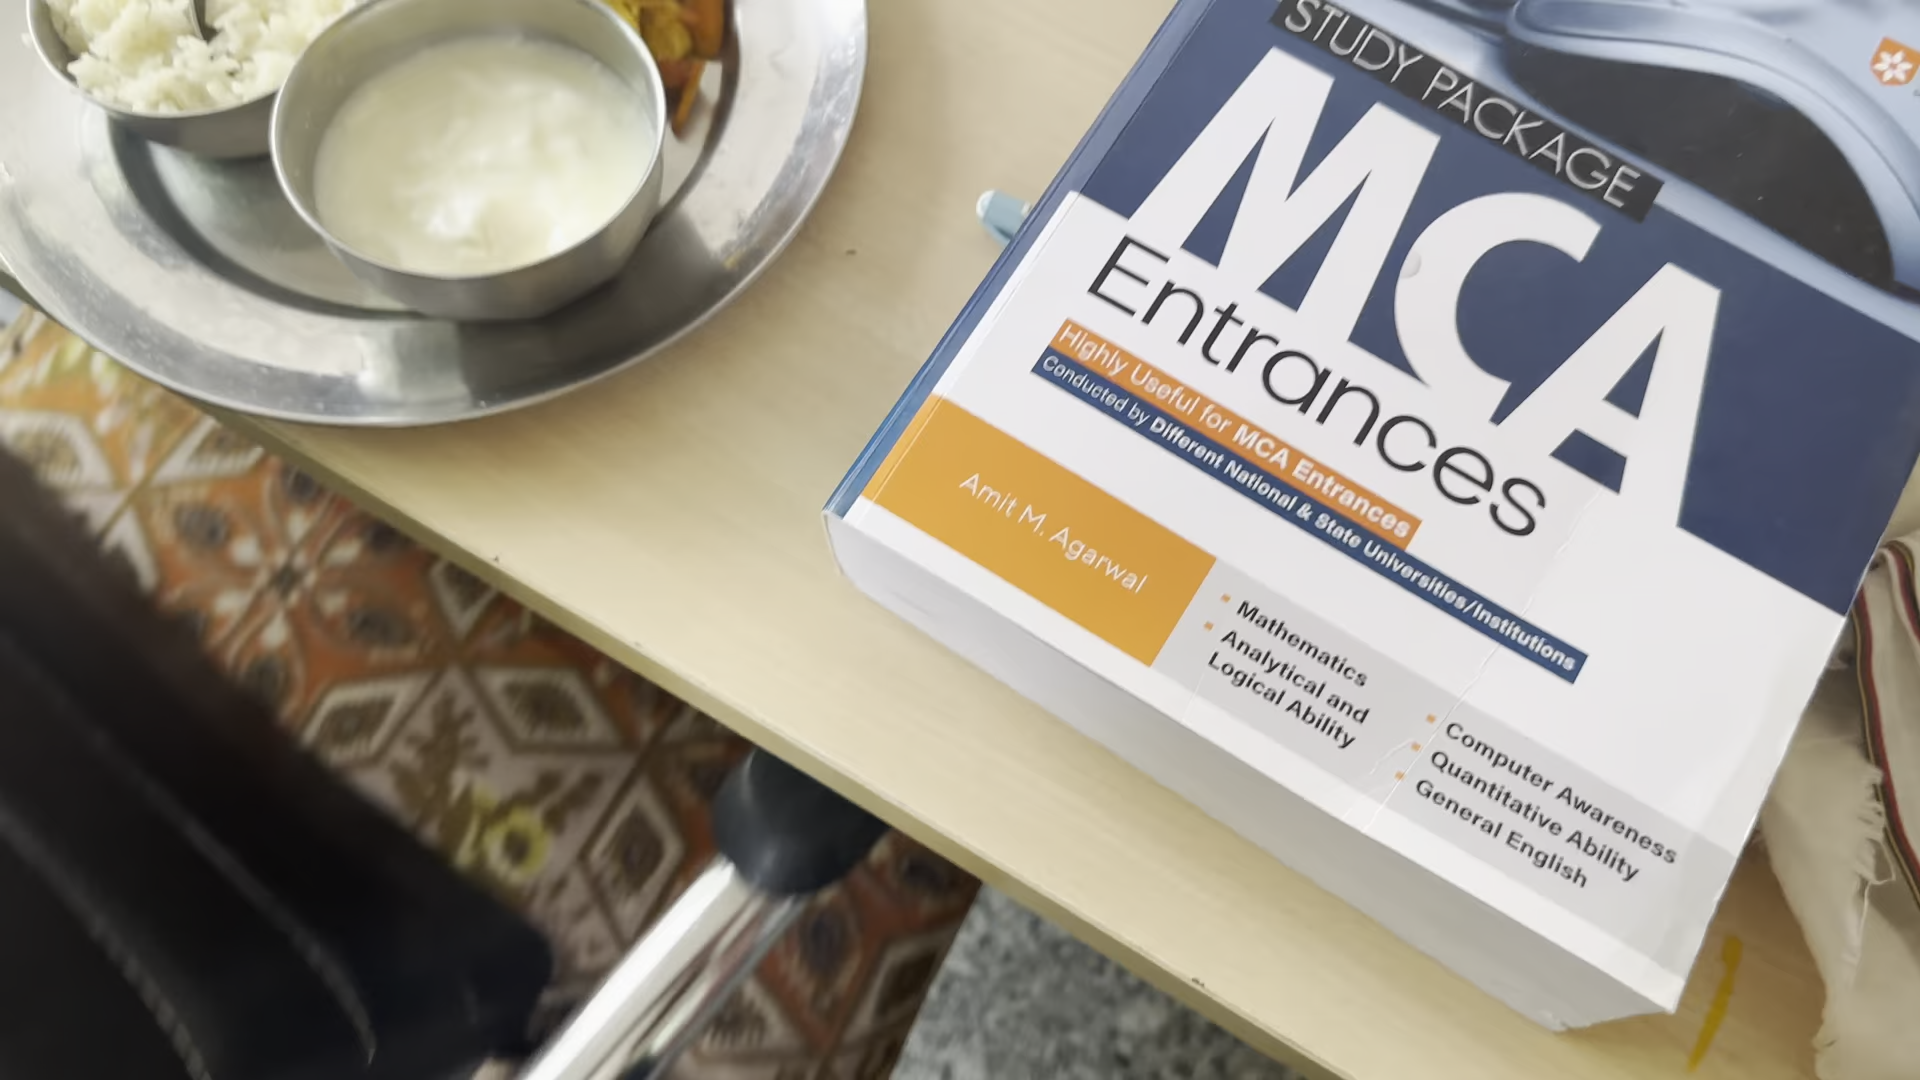 STUDY PACKAGE
MCA
Entrances
Highly Useful for MCA Entrances
Conducted by Different National & State Universities/Institutions
Amit M. Agarwal
Mathematics
Analytical and
Logical Ability
Computer Awareness
Quantitative Ability
General English